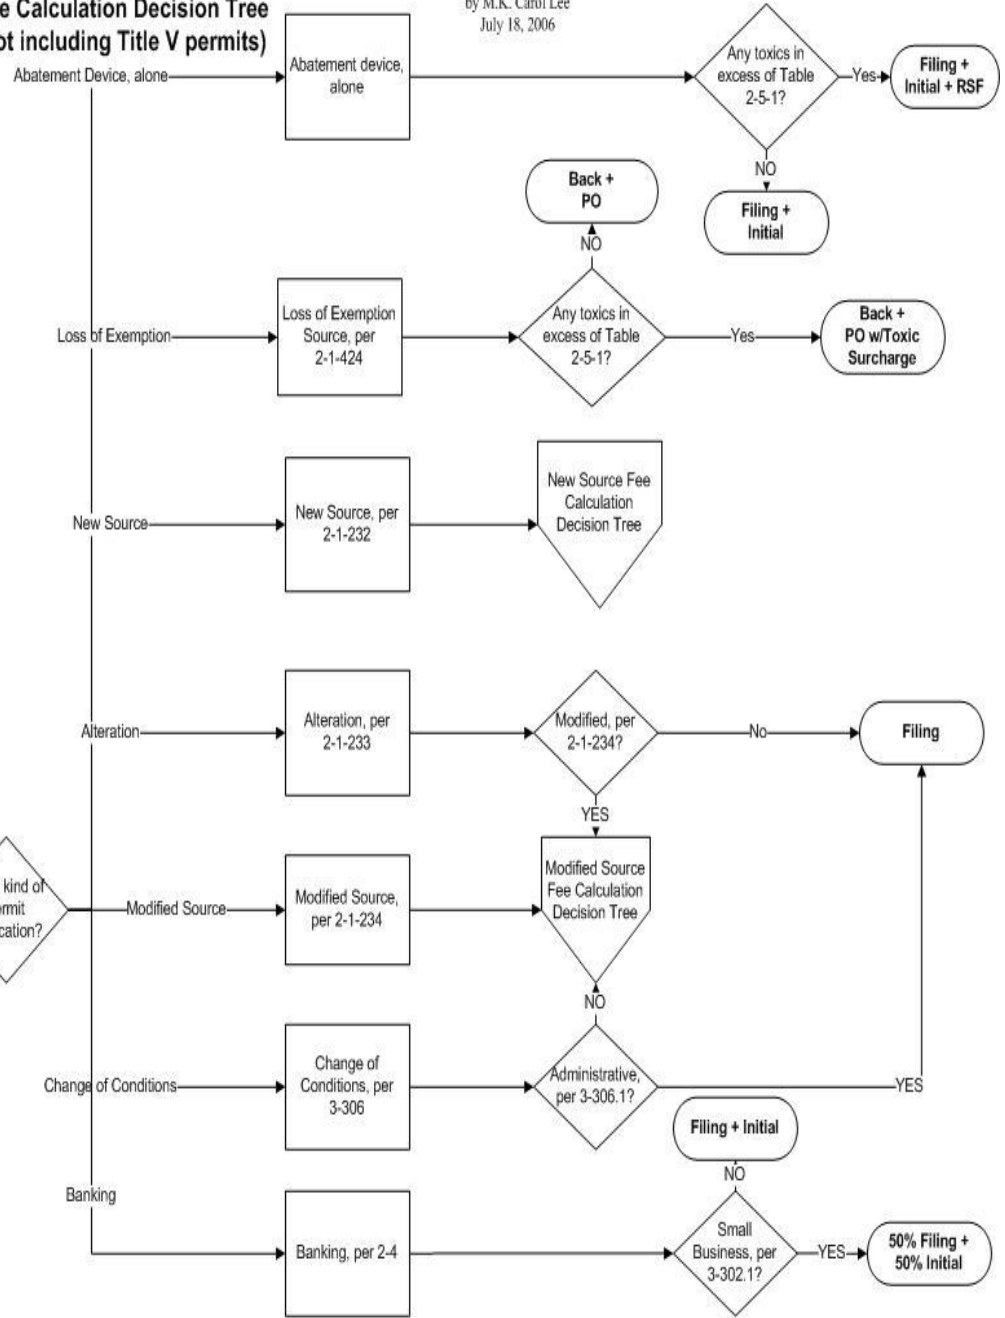 e Calculation Decision Tree
ot including Title V permits)
by M.K. Carol Lee
July 18, 2006
Abatement Device, alone
Abatement device,
alone
Any toxics in
excess of Table
2-5-1?
Yes
Filing +
Initial + RSF
NO
Filing +
Initial
Back +
PO
NO
Loss of Exemption
Loss of Exemption
Source, per
2-1-424
Any toxics in
excess of Table
2-5-1?
Yes
Back +
PO w/Toxic
Surcharge
New Source
New Source, per
2-1-232
New Source Fee
Calculation
Decision Tree
Alteration
Alteration, per
2-1-233
Modified, per
2-1-234?
No
Filing
YES
kind of
ermit
cation?
Modified Source
Modified Source,
per 2-1-234
Modified Source
Fee Calculation
Decision Tree
NO
Change of Conditions
Change of
Conditions, per
3-306
Administrative,
per 3-306.1?
YES
Filing + Initial
NO
Banking
Banking, per 2-4
Small
Business, per
3-302.1?
YES
50% Filing +
50% Initial